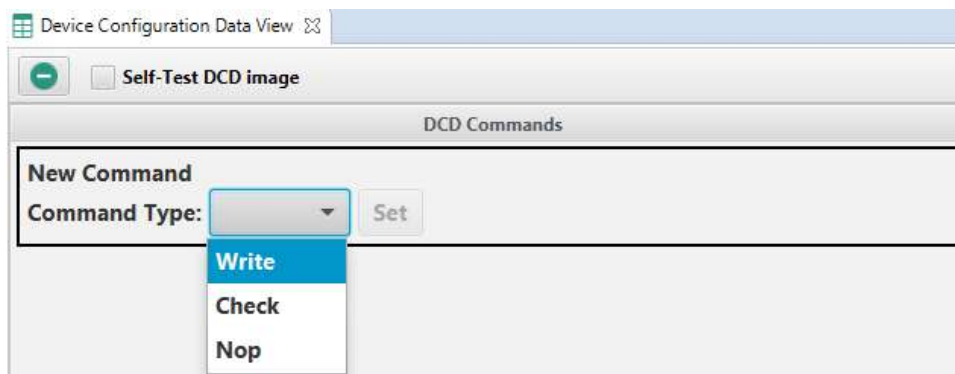 Device Configuration Data View
Self-Test DCD image
DCD Commands
New Command
Command Type: Set
Write
Check
Nop